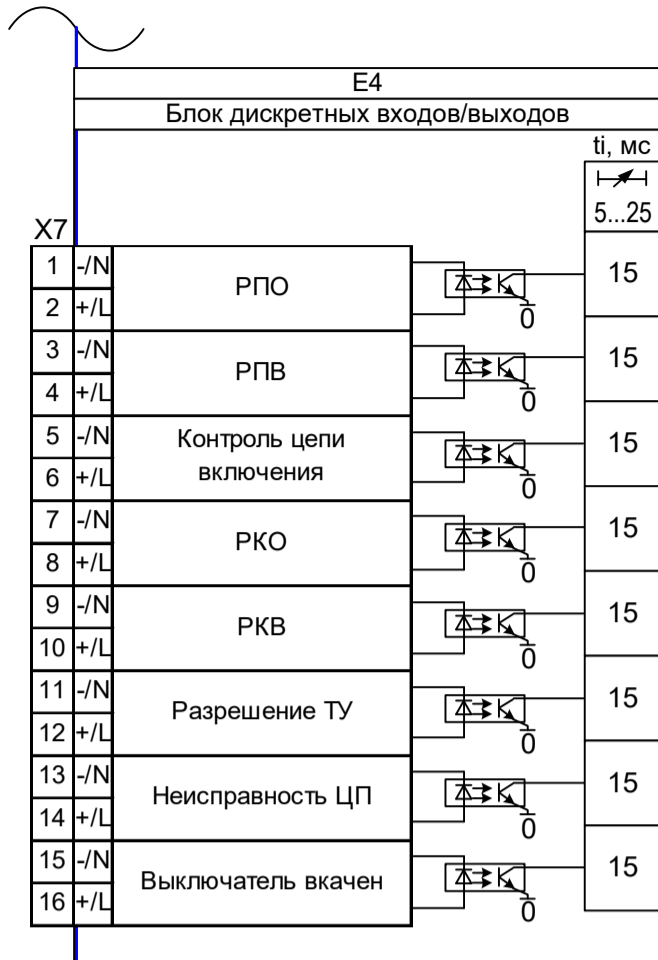 E4
Блок дискретных входов/выходов
ti, мс
5...25
X7
1 -/N РПО 15
2 +/L 0
3 -/N РПВ 15
4 +/L 0
5 -/N Контроль цепи 15
6 +/L включения 0
7 -/N РКО 15
8 +/L 0
9 -/N РКВ 15
10 +/L 0
11 -/N Разрешение ТУ 15
12 +/L 0
13 -/N Неисправность ЦП 15
14 +/L 0
15 -/N Выключатель вкачен 15
16 +/L 0